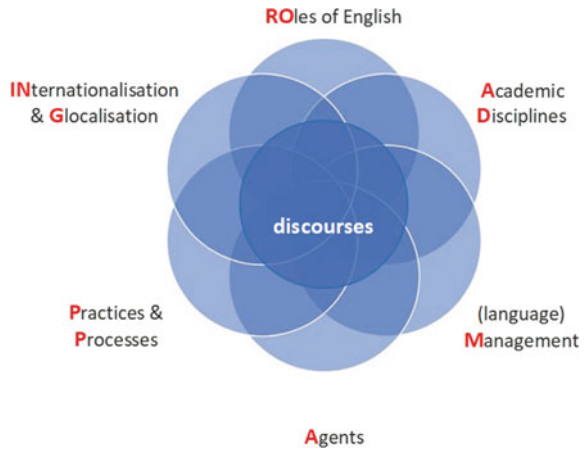 ROles of English
INternationalisation
& Glocalisation
Academic
Disciplines
discourses
Practices &
Processes
(language)
Management
Agents